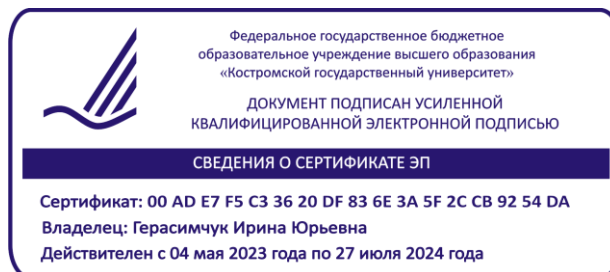 Федеральное государственное бюджетное
образовательное учреждение высшего образования
«Костромской государственный университет»
ДОКУМЕНТ ПОДПИСАН УСИЛЕННОЙ
КВАЛИФИЦИРОВАННОЙ ЭЛЕКТРОННОЙ ПОДПИСЬЮ
СВЕДЕНИЯ О СЕРТИФИКАТЕ ЭП
Сертификат: 00 AD E7 F5 C3 36 20 DF 83 6E 3A 5F 2C CB 92 54 DA
Владелец: Герасимчук Ирина Юрьевна
Действителен с 04 мая 2023 года по 27 июля 2024 года